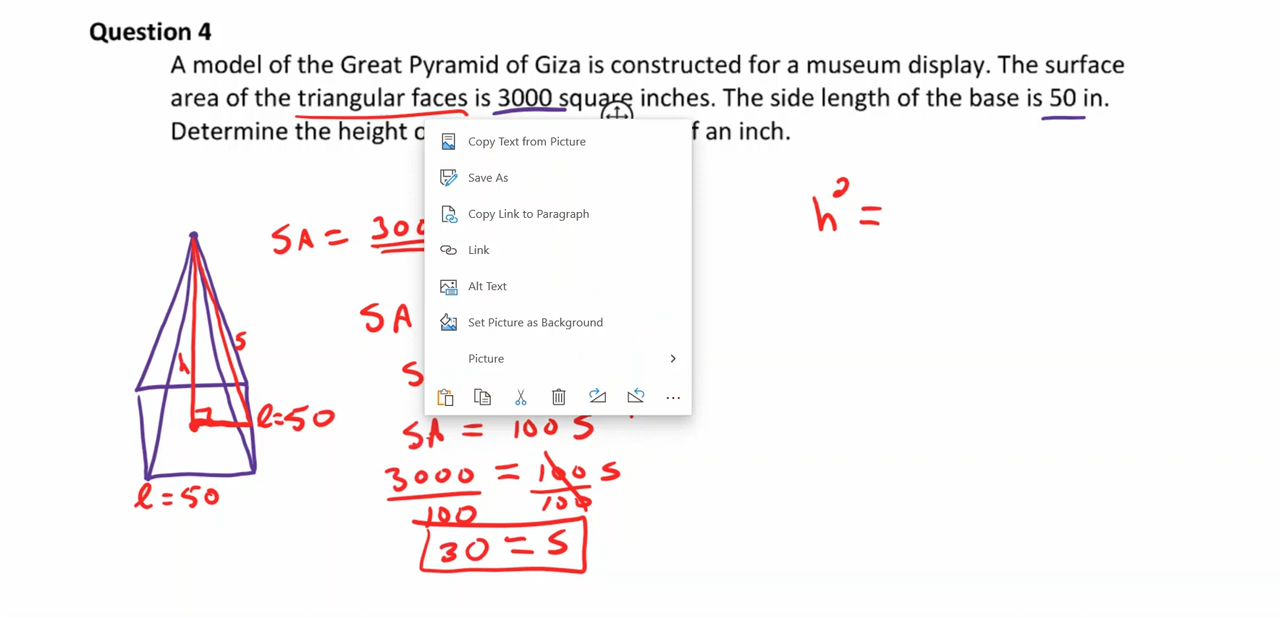 Question 4
A model of the Great Pyramid of Giza is constructed for a museum display. The surface
area of the triangular faces is 3000 square inches. The side length of the base is 50 in.
Determine the height f an inch.
Copy Text from Picture
Save As
Copy Link to Paragraph
Link
Alt Text
Set Picture as Background
Picture
h² =
SA = 300
SA
S
SA = 100 S
3000 = 100 S
100 100
30 = S
h
s
l=50
l=50